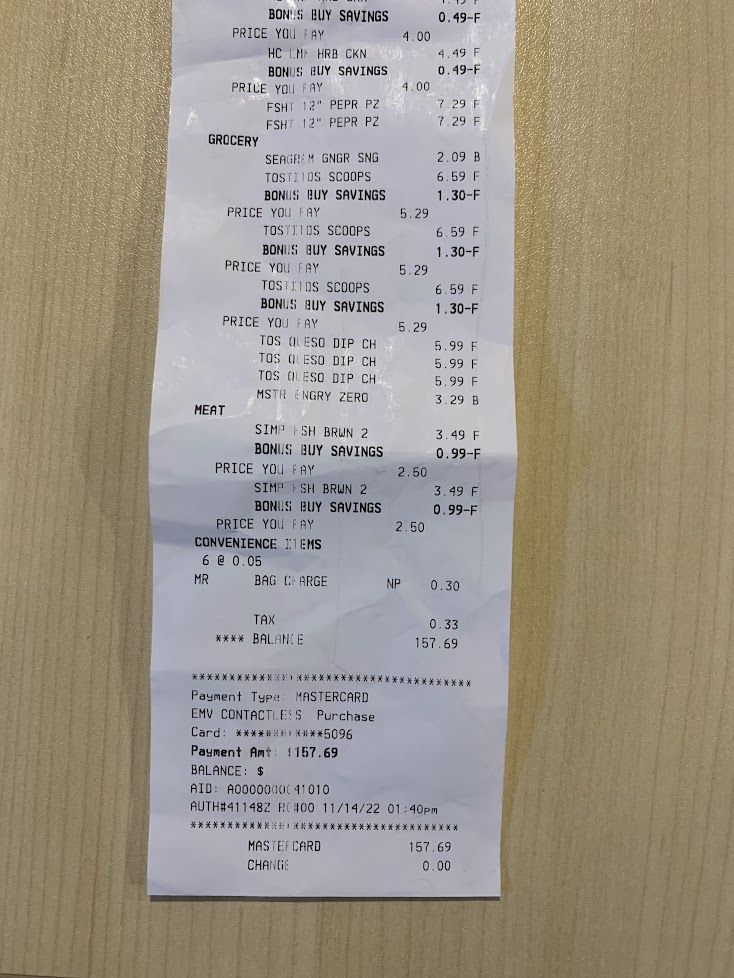 BONUS BUY SAVINGS 0.49-F
PRICE YOU PAY 4.00
HC LMN HRB CKN 4.49 F
BONUS BUY SAVINGS 0.49-F
PRICE YOU PAY 4.00
FSHT 12" PEPR PZ 7.29 F
FSHT 12" PEPR PZ 7.29 F
GROCERY
SEAGRAM GNGR SNG 2.09 B
TOSTITOS SCOOPS 6.59 F
BONUS BUY SAVINGS 1.30-F
PRICE YOU PAY 5.29
TOSTITOS SCOOPS 6.59 F
BONUS BUY SAVINGS 1.30-F
PRICE YOU PAY 5.29
TOSTITOS SCOOPS 6.59 F
BONUS BUY SAVINGS 1.30-F
PRICE YOU PAY 5.29
TOS QUESO DIP CH 5.99 F
TOS QUESO DIP CH 5.99 F
TOS QUESO DIP CH 5.99 F
MSTR ENGRY ZERO 3.29 B
MEAT
SIMP HSH BRWN 2 3.49 F
BONUS BUY SAVINGS 0.99-F
PRICE YOU PAY 2.50
SIMP HSH BRWN 2 3.49 F
BONUS BUY SAVINGS 0.99-F
PRICE YOU PAY 2.50
CONVENIENCE ITEMS
6 @ 0.05
MR BAG CHARGE NP 0.30
TAX 0.33
**** BALANCE 157.69
*************************************
Payment Type: MASTERCARD
EMV CONTACTLESS Purchase
Card: ************5096
Payment Amt: $157.69
BALANCE: $
AID: A0000000041010
AUTH#41148Z RC#00 11/14/22 01:40pm
************************************
MASTERCARD 157.69
CHANGE 0.00